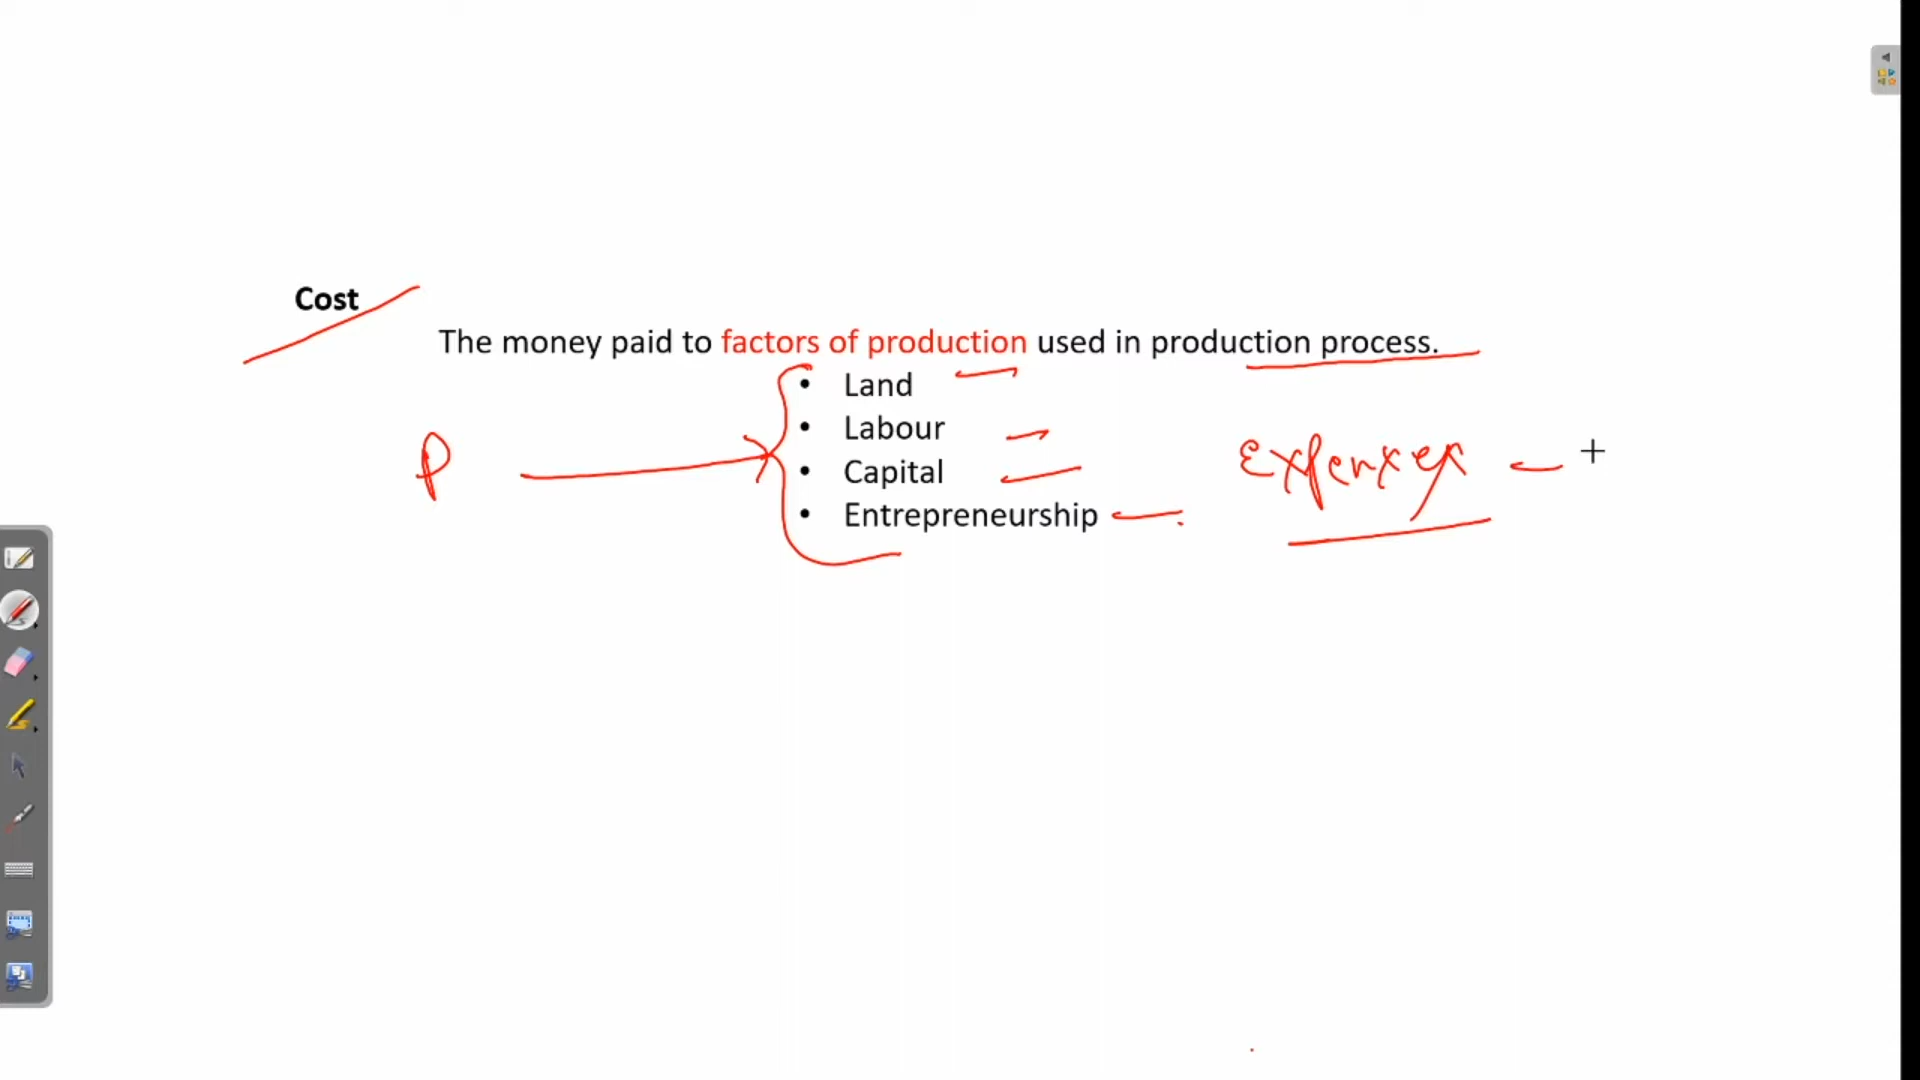 Cost
The money paid to factors of production used in production process.
• Land
• Labour
• Capital
• Entrepreneurship
P
Expenses